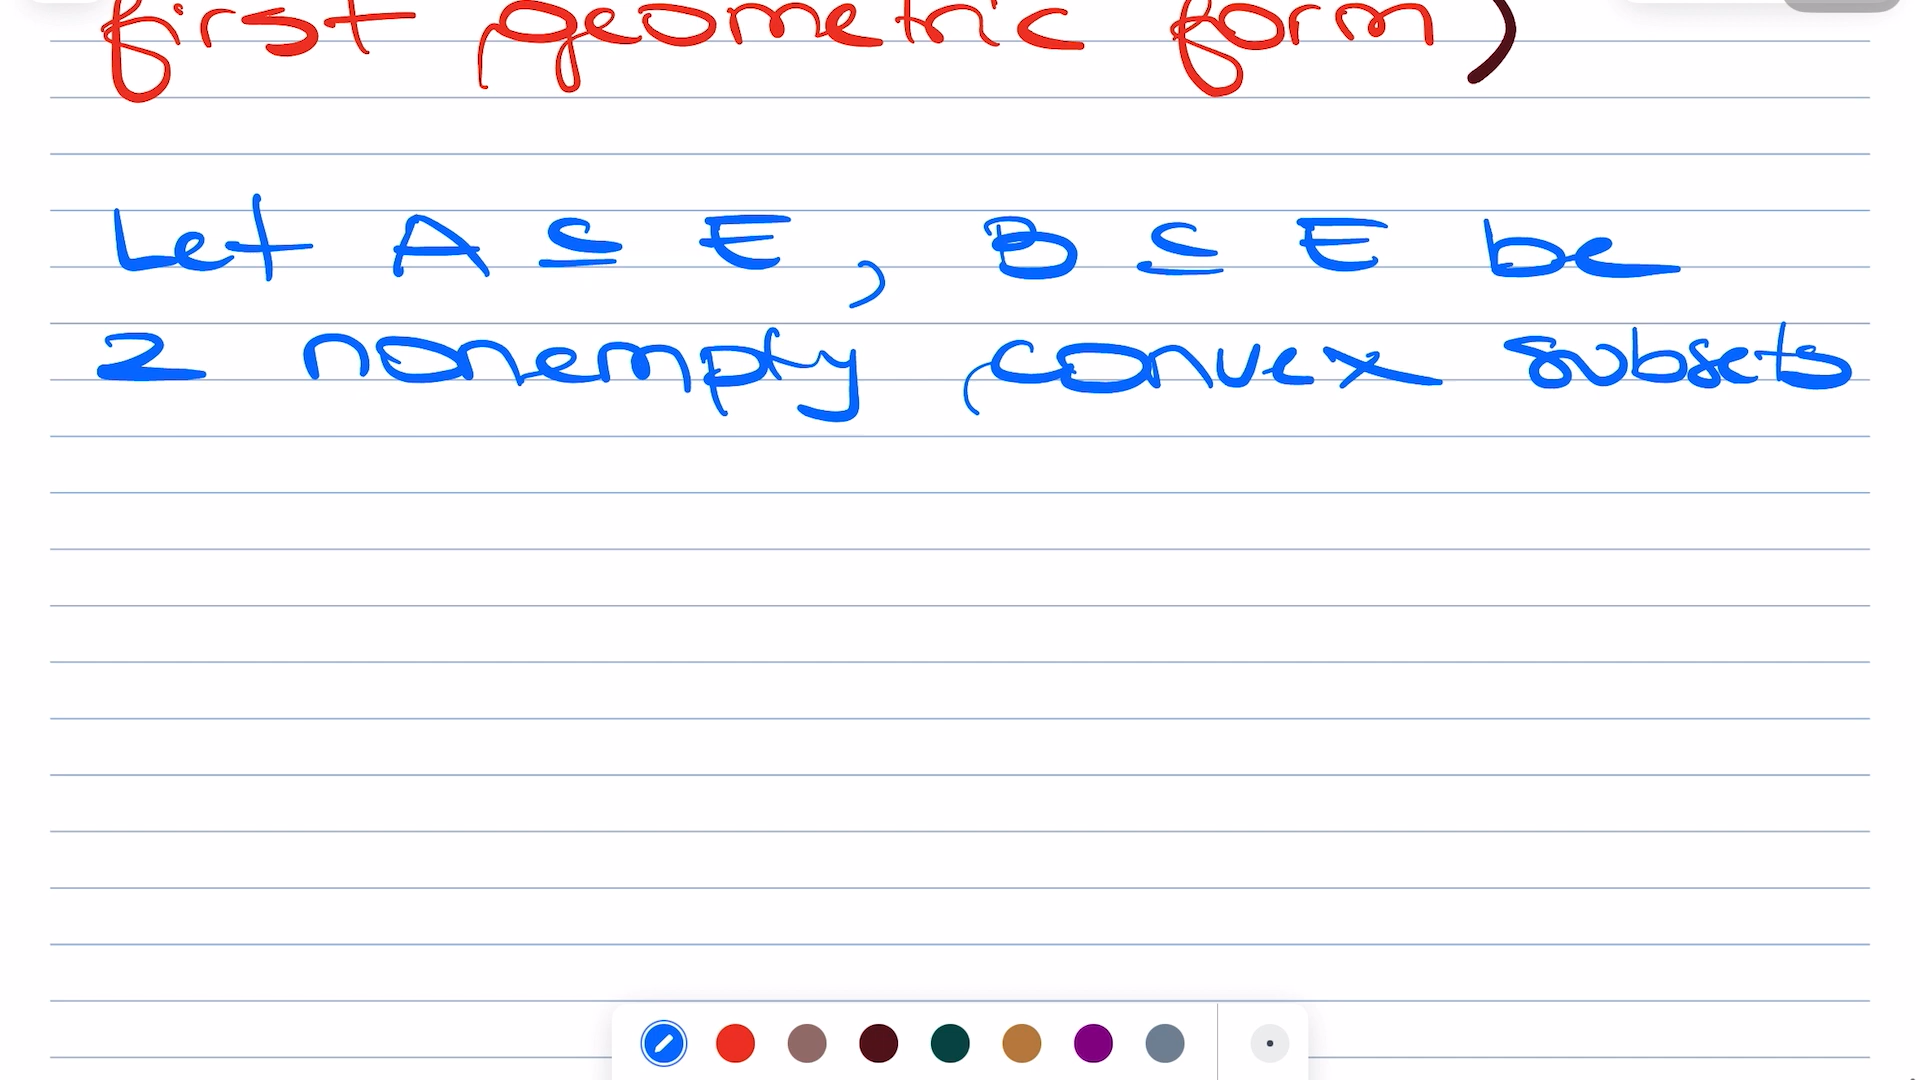 first geometric form)
Let A ⊆ E, B ⊆ E be
2 nonempty convex subsets